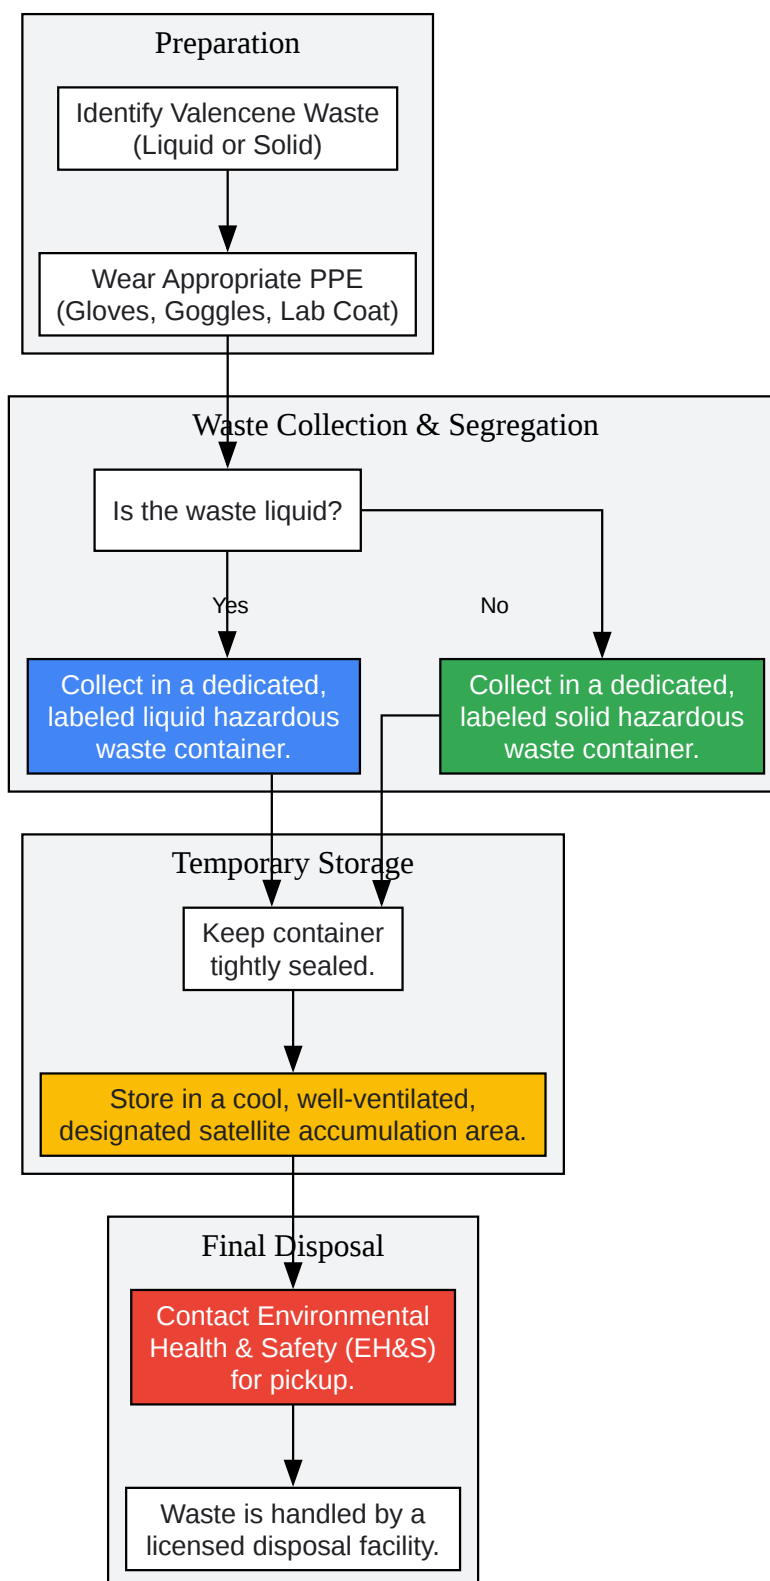 Preparation
Identify Valencene Waste
(Liquid or Solid)
Wear Appropriate PPE
(Gloves, Goggles, Lab Coat)
Waste Collection & Segregation
Is the waste liquid?
Yes
No
Collect in a dedicated,
labeled liquid hazardous
waste container.
Collect in a dedicated,
labeled solid hazardous
waste container.
Temporary Storage
Keep container
tightly sealed.
Store in a cool, well-ventilated,
designated satellite accumulation area.
Final Disposal
Contact Environmental
Health & Safety (EH&S)
for pickup.
Waste is handled by a
licensed disposal facility.